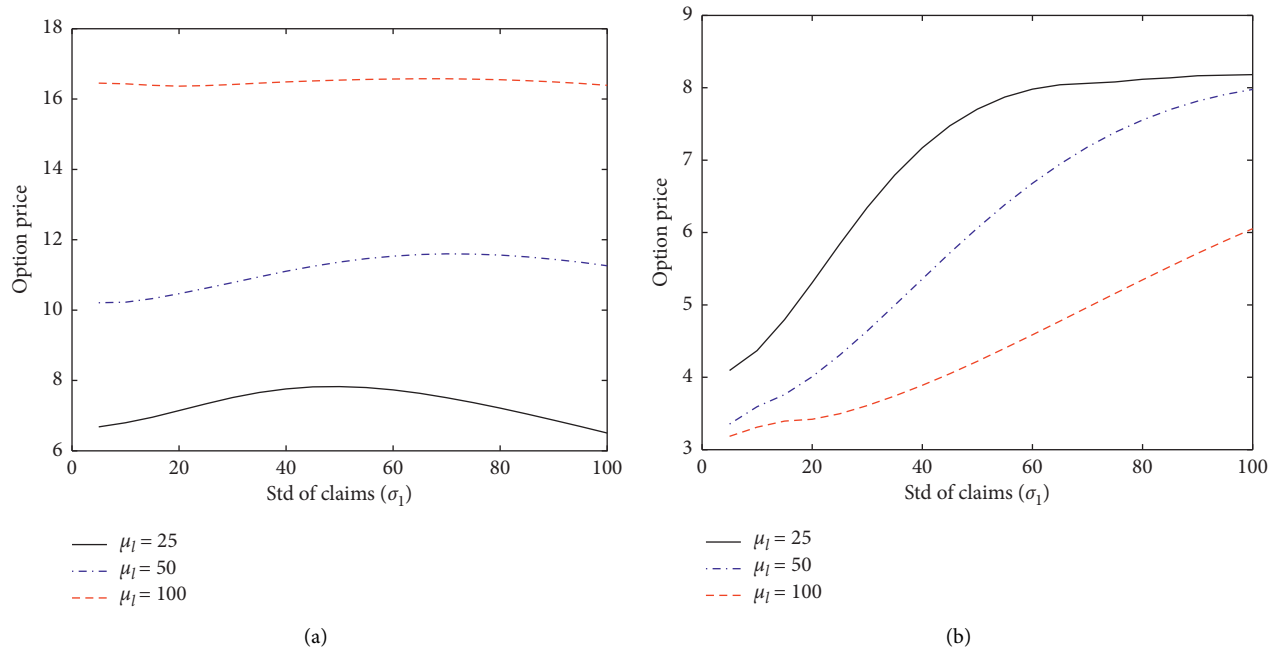 18
16
14
12
10
8
6
Option price
0 20 40 60 80 100
Std of claims (σ₁)
μₗ = 25
μₗ = 50
μₗ = 100
(a)
9
8
7
6
5
4
3
Option price
0 20 40 60 80 100
Std of claims (σ₁)
μₗ = 25
μₗ = 50
μₗ = 100
(b)